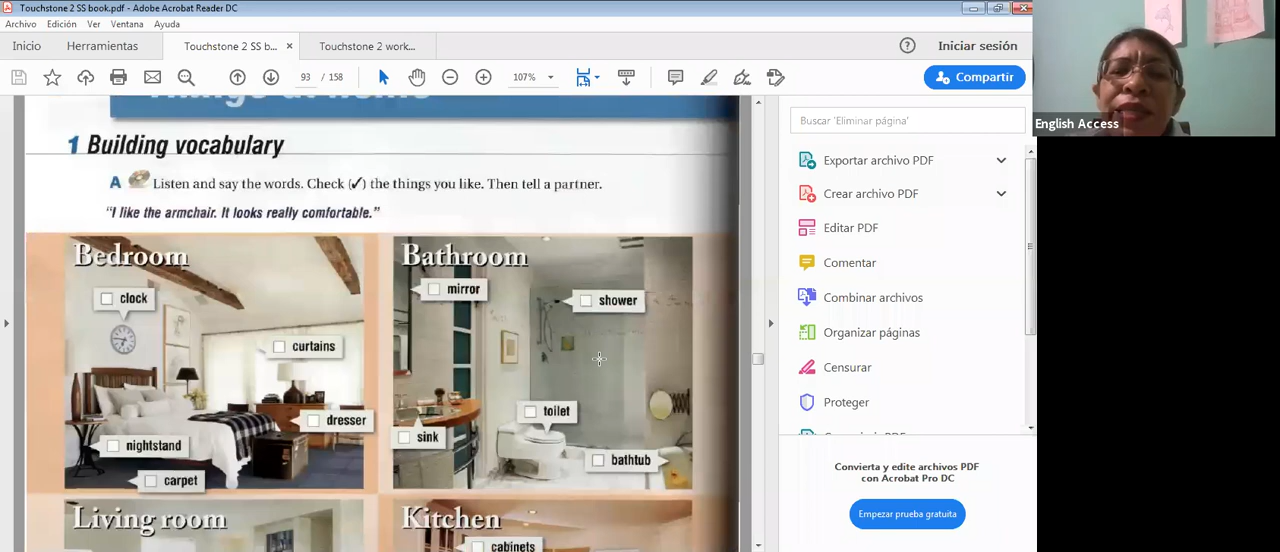 Touchstone 2 SS book.pdf - Adobe Acrobat Reader DC
Archivo Edición Ver Ventana Ayuda
Inicio Herramientas Touchstone 2 SS b... × Touchstone 2 work... Iniciar sesión
93 / 158 107% Compartir
Things at home
1 Building vocabulary
A Listen and say the words. Check (✓) the things you like. Then tell a partner.
"I like the armchair. It looks really comfortable."
Bedroom
clock
curtains
dresser
nightstand
carpet
Bathroom
mirror
shower
toilet
sink
bathtub
Living room
Kitchen
cabinets
Buscar 'Eliminar página'
Exportar archivo PDF
Crear archivo PDF
Editar PDF
Comentar
Combinar archivos
Organizar páginas
Censurar
Proteger
Convierta y edite archivos PDF
con Acrobat Pro DC
Empezar prueba gratuita
English Access